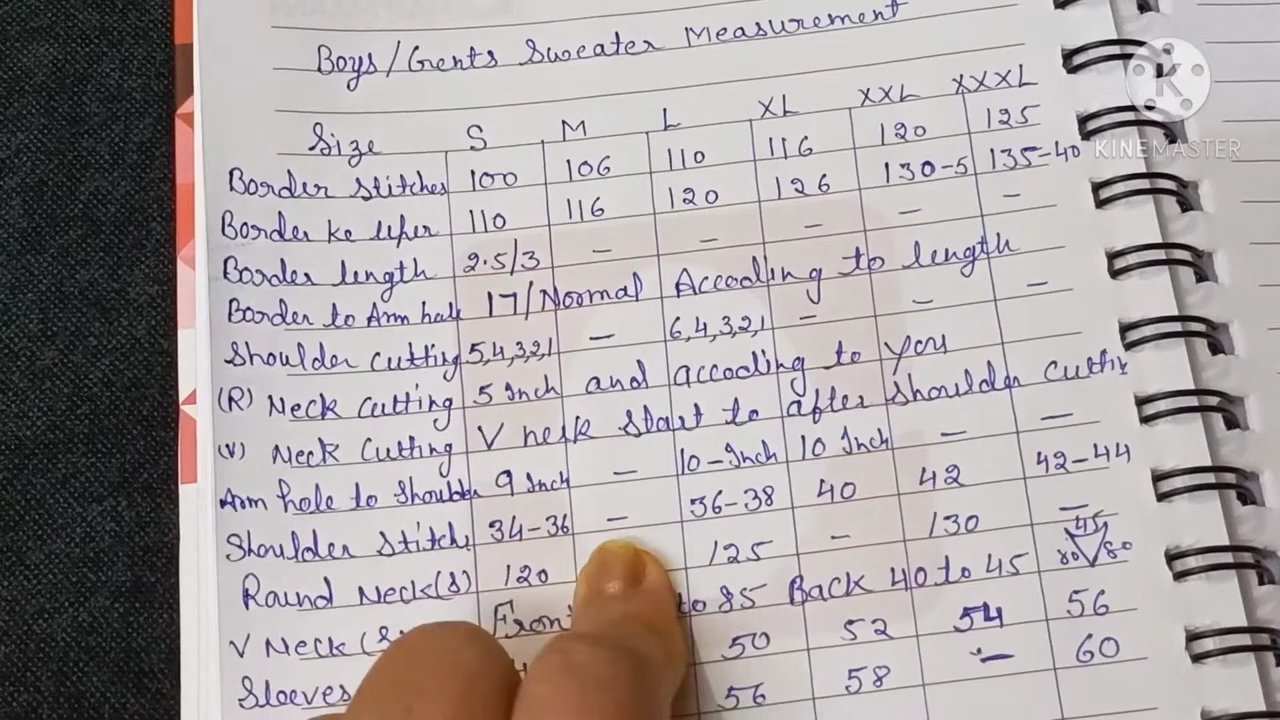 Boys/Gents Sweater Measurement
Size S M L XL XXL XXXL
Border Stitches 100 106 110 116 120 125
Border ke uper 110 116 120 126 130-5 135-40
Border length 2.5/3 - - - - -
Border to Arm hole 17/Normal According to length
Shoulder cutting 5,4,3,2,1 - 6,4,3,2,1 - - -
(R) Neck Cutting 5 Inch and accoding to you
(V) Neck Cutting V neck start to after shoulder cutting
Arm hole to Shoulder 9 Inch - 10-Inch 10 Inch - -
Shoulder Stitch 34-36 - 36-38 40 42 42-44
Round Neck(S) 120 125 - 130 -
V Neck Front to 85 Back 40 to 45 80 45 80
Sleeves 50 52 54 56
56 58 - 60
KINEMASTER